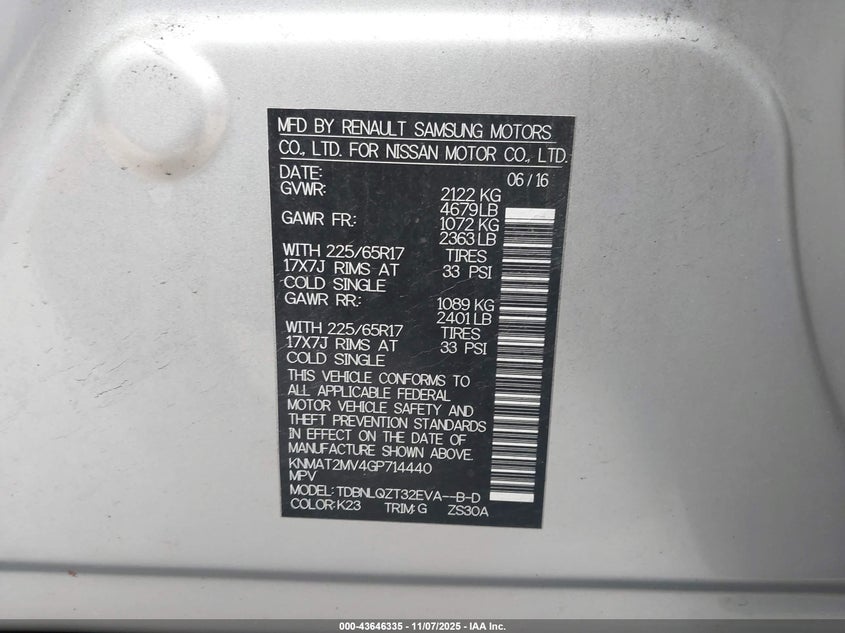 MFD BY RENAULT SAMSUNG MOTORS
CO., LTD. FOR NISSAN MOTOR CO., LTD.
DATE: 06/16
GVWR: 2122 KG
4679LB
GAWR FR: 1072 KG
2363 LB
WITH 225/65R17 TIRES
17X7J RIMS AT 33 PSI
COLD SINGLE
GAWR RR: 1089 KG
2401 LB
WITH 225/65R17 TIRES
17X7J RIMS AT 33 PSI
COLD SINGLE
THIS VEHICLE CONFORMS TO
ALL APPLICABLE FEDERAL
MOTOR VEHICLE SAFETY AND
THEFT PREVENTION STANDARDS
IN EFFECT ON THE DATE OF
MANUFACTURE SHOWN ABOVE.
KNMAT2MV4GP714440
MPV
MODEL: TDBNLQZT32EVA--B-D
COLOR: K23 TRIM: G ZS30A
000-43646335 - 11/07/2025 - IAA Inc.